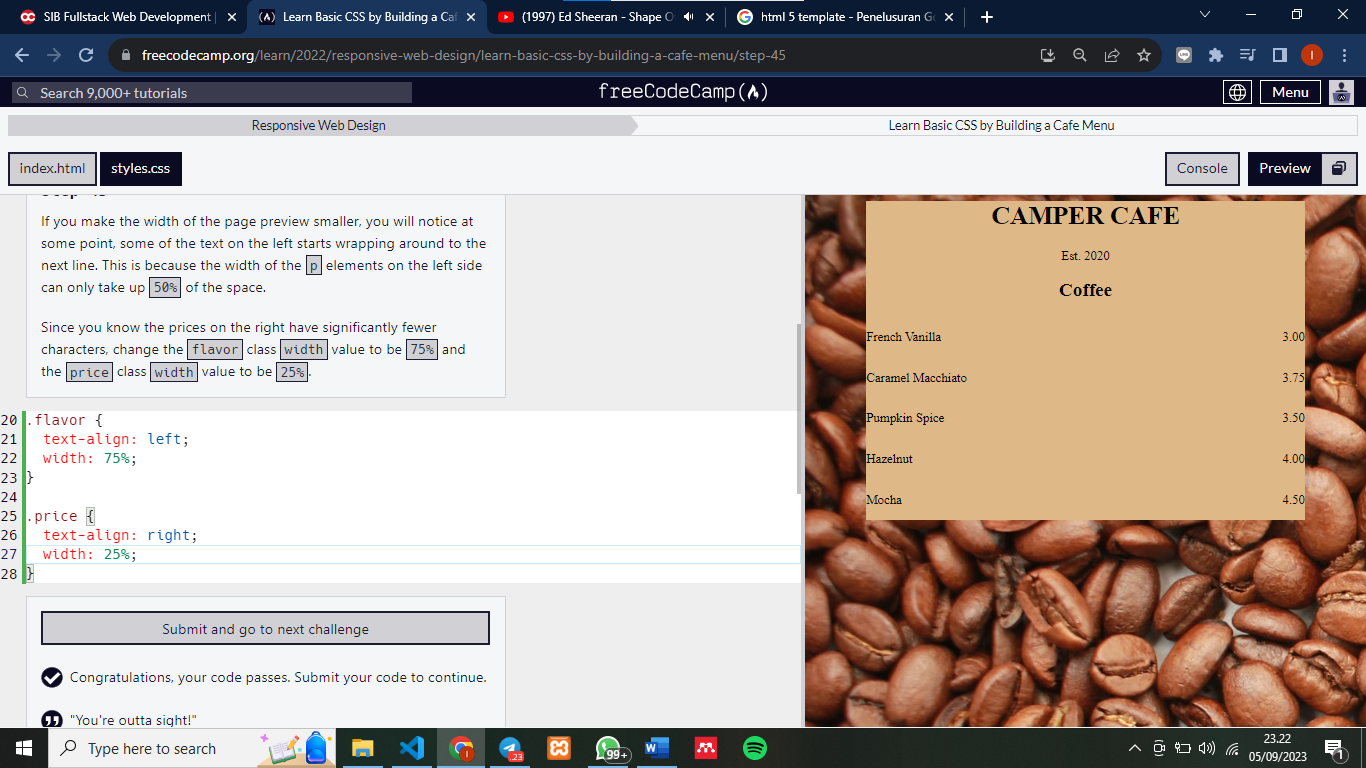 SIB Fullstack Web Development |
Learn Basic CSS by Building a Caf
(1997) Ed Sheeran - Shape O
html 5 template - Penelusuran Go
freecodecamp.org/learn/2022/responsive-web-design/learn-basic-css-by-building-a-cafe-menu/step-45
I
Search 9,000+ tutorials
freeCodeCamp
Menu
Responsive Web Design
Learn Basic CSS by Building a Cafe Menu
index.html
styles.css
Console
Preview
If you make the width of the page preview smaller, you will notice at
some point, some of the text on the left starts wrapping around to the
next line. This is because the width of the p elements on the left side
can only take up 50% of the space.
Since you know the prices on the right have significantly fewer
characters, change the flavor class width value to be 75% and
the price class width value to be 25%.
20 .flavor {
21 text-align: left;
22 width: 75%;
23 }
24
25 .price {
26 text-align: right;
27 width: 25%;
28 }
Submit and go to next challenge
Congratulations, your code passes. Submit your code to continue.
"You're outta sight!"
CAMPER CAFE
Est. 2020
Coffee
French Vanilla 3.00
Caramel Macchiato 3.75
Pumpkin Spice 3.50
Hazelnut 4.00
Mocha 4.50
Type here to search
I
23
99+
W
23.22
05/09/2023
1